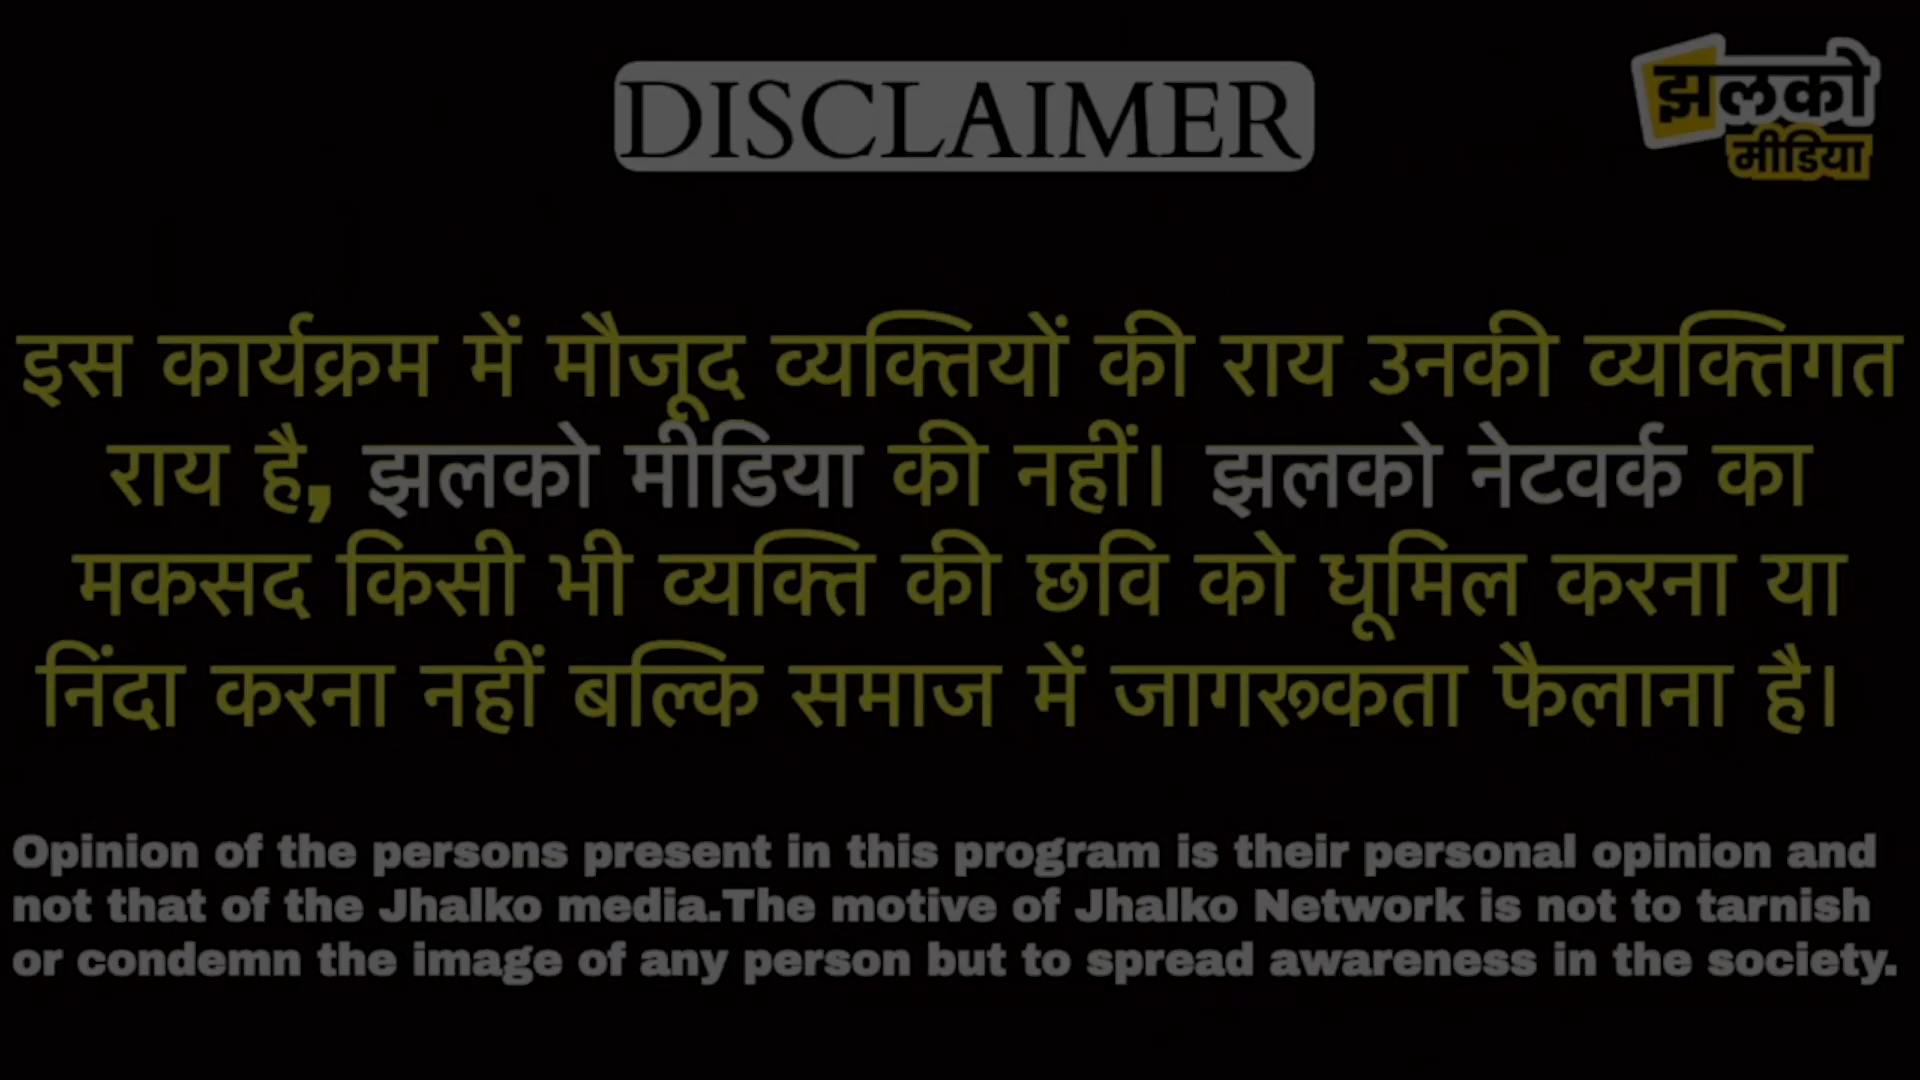 DISCLAIMER
झलको
मीडिया
इस कार्यक्रम में मौजूद व्यक्तियों की राय उनकी व्यक्तिगत
राय है, झलको मीडिया की नहीं। झलको नेटवर्क का
मकसद किसी भी व्यक्ति की छवि को धूमिल करना या
निंदा करना नहीं बल्कि समाज में जागरूकता फैलाना है।
Opinion of the persons present in this program is their personal opinion and
not that of the Jhalko media.The motive of Jhalko Network is not to tarnish
or condemn the image of any person but to spread awareness in the society.